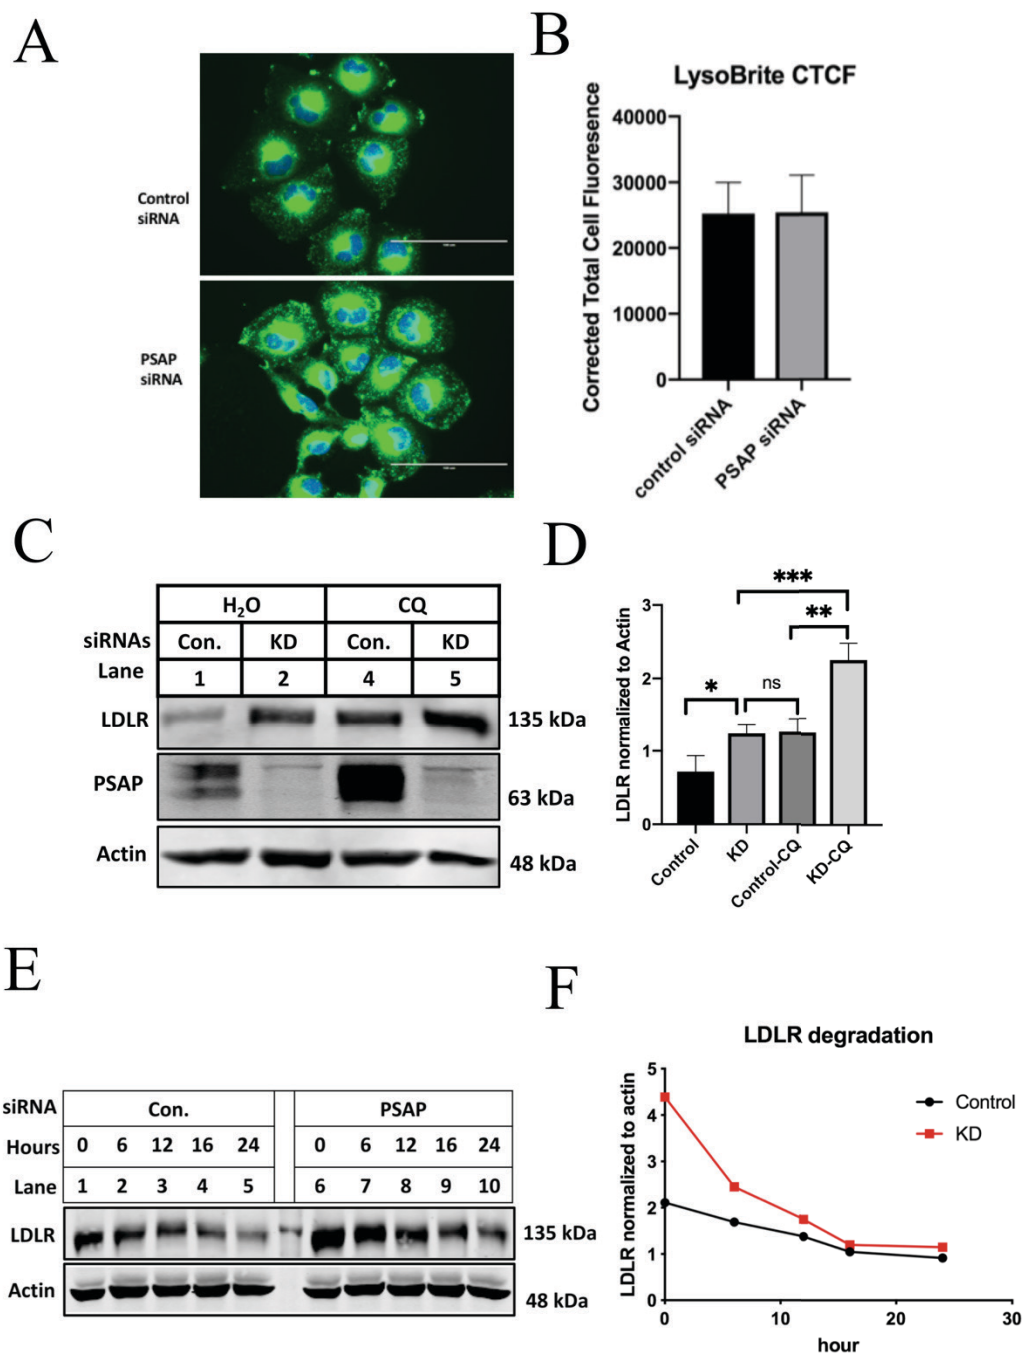 A
Control
siRNA
PSAP
siRNA
B
LysoBrite CTCF
Corrected Total Cell Fluoresence
40000
30000
20000
10000
0
control siRNA
PSAP siRNA
C
H₂O CQ
siRNAs Con. KD Con. KD
Lane 1 2 4 5
LDLR 135 kDa
PSAP 63 kDa
Actin 48 kDa
D
LDLR normalized to Actin
3
2
1
0
***
**
*
ns
Control
KD
Control-CQ
KD-CQ
E
siRNA Con. PSAP
Hours 0 6 12 16 24 0 6 12 16 24
Lane 1 2 3 4 5 6 7 8 9 10
LDLR 135 kDa
Actin 48 kDa
F
LDLR degradation
LDLR normalized to actin
5
4
3
2
1
0
0 10 20 30
hour
Control
KD